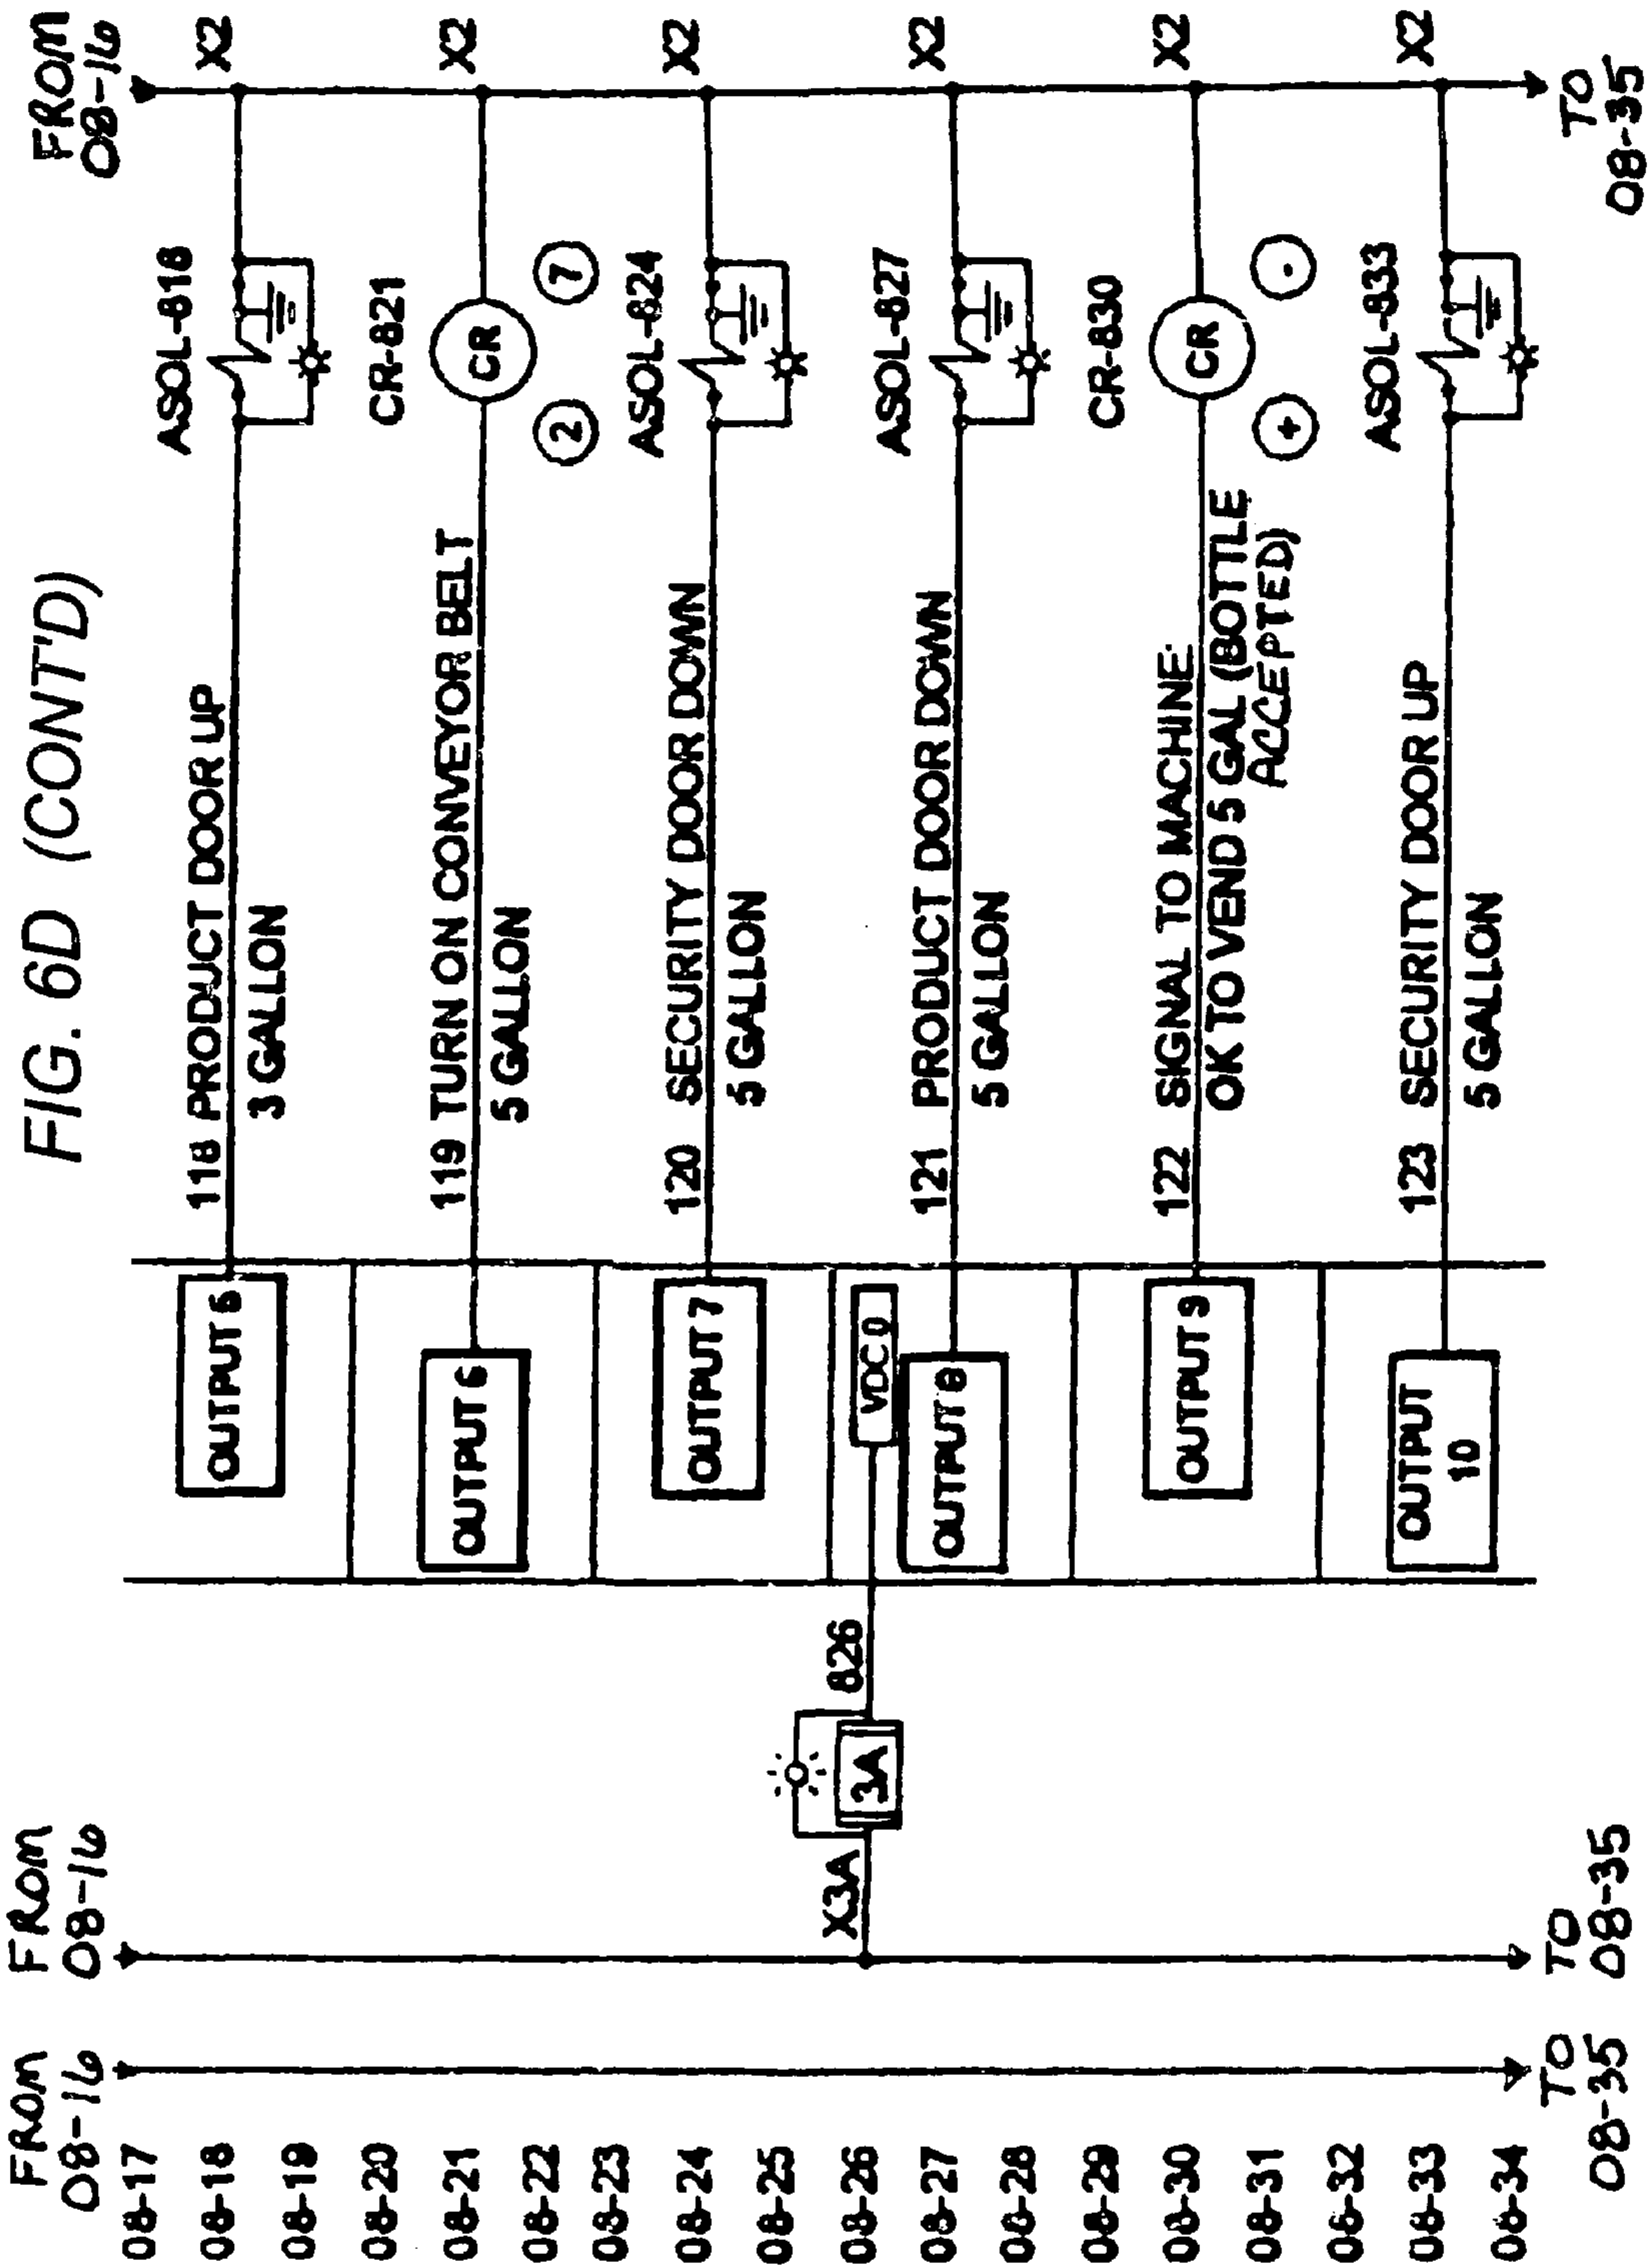 FIG. 6D (CONT'D)
FROM
08-16
FROM
08-16
FROM
08-16
08-17
08-18
08-19
08-20
08-21
08-22
08-23
08-24
08-25
08-26
08-27
08-28
08-29
08-30
08-31
08-32
08-33
08-34
TO
08-35
TO
08-35
TO
08-35
X3A
3A
826
VDC 0
OUTPUT 5
118 PRODUCT DOOR UP
3 GALLON
ASOL-818
X2
OUTPUT 6
119 TURN ON CONVEYOR BELT
5 GALLON
CR-821
CR
2
7
X2
OUTPUT 7
120 SECURITY DOOR DOWN
5 GALLON
ASOL-824
X2
OUTPUT 8
121 PRODUCT DOOR DOWN
5 GALLON
ASOL-827
X2
OUTPUT 9
122 SIGNAL TO MACHINE
OK TO VEND 5 GAL (BOTTLE
ACCEPTED)
CR-830
CR
+
-
X2
OUTPUT
10
123 SECURITY DOOR UP
5 GALLON
ASOL-833
X2